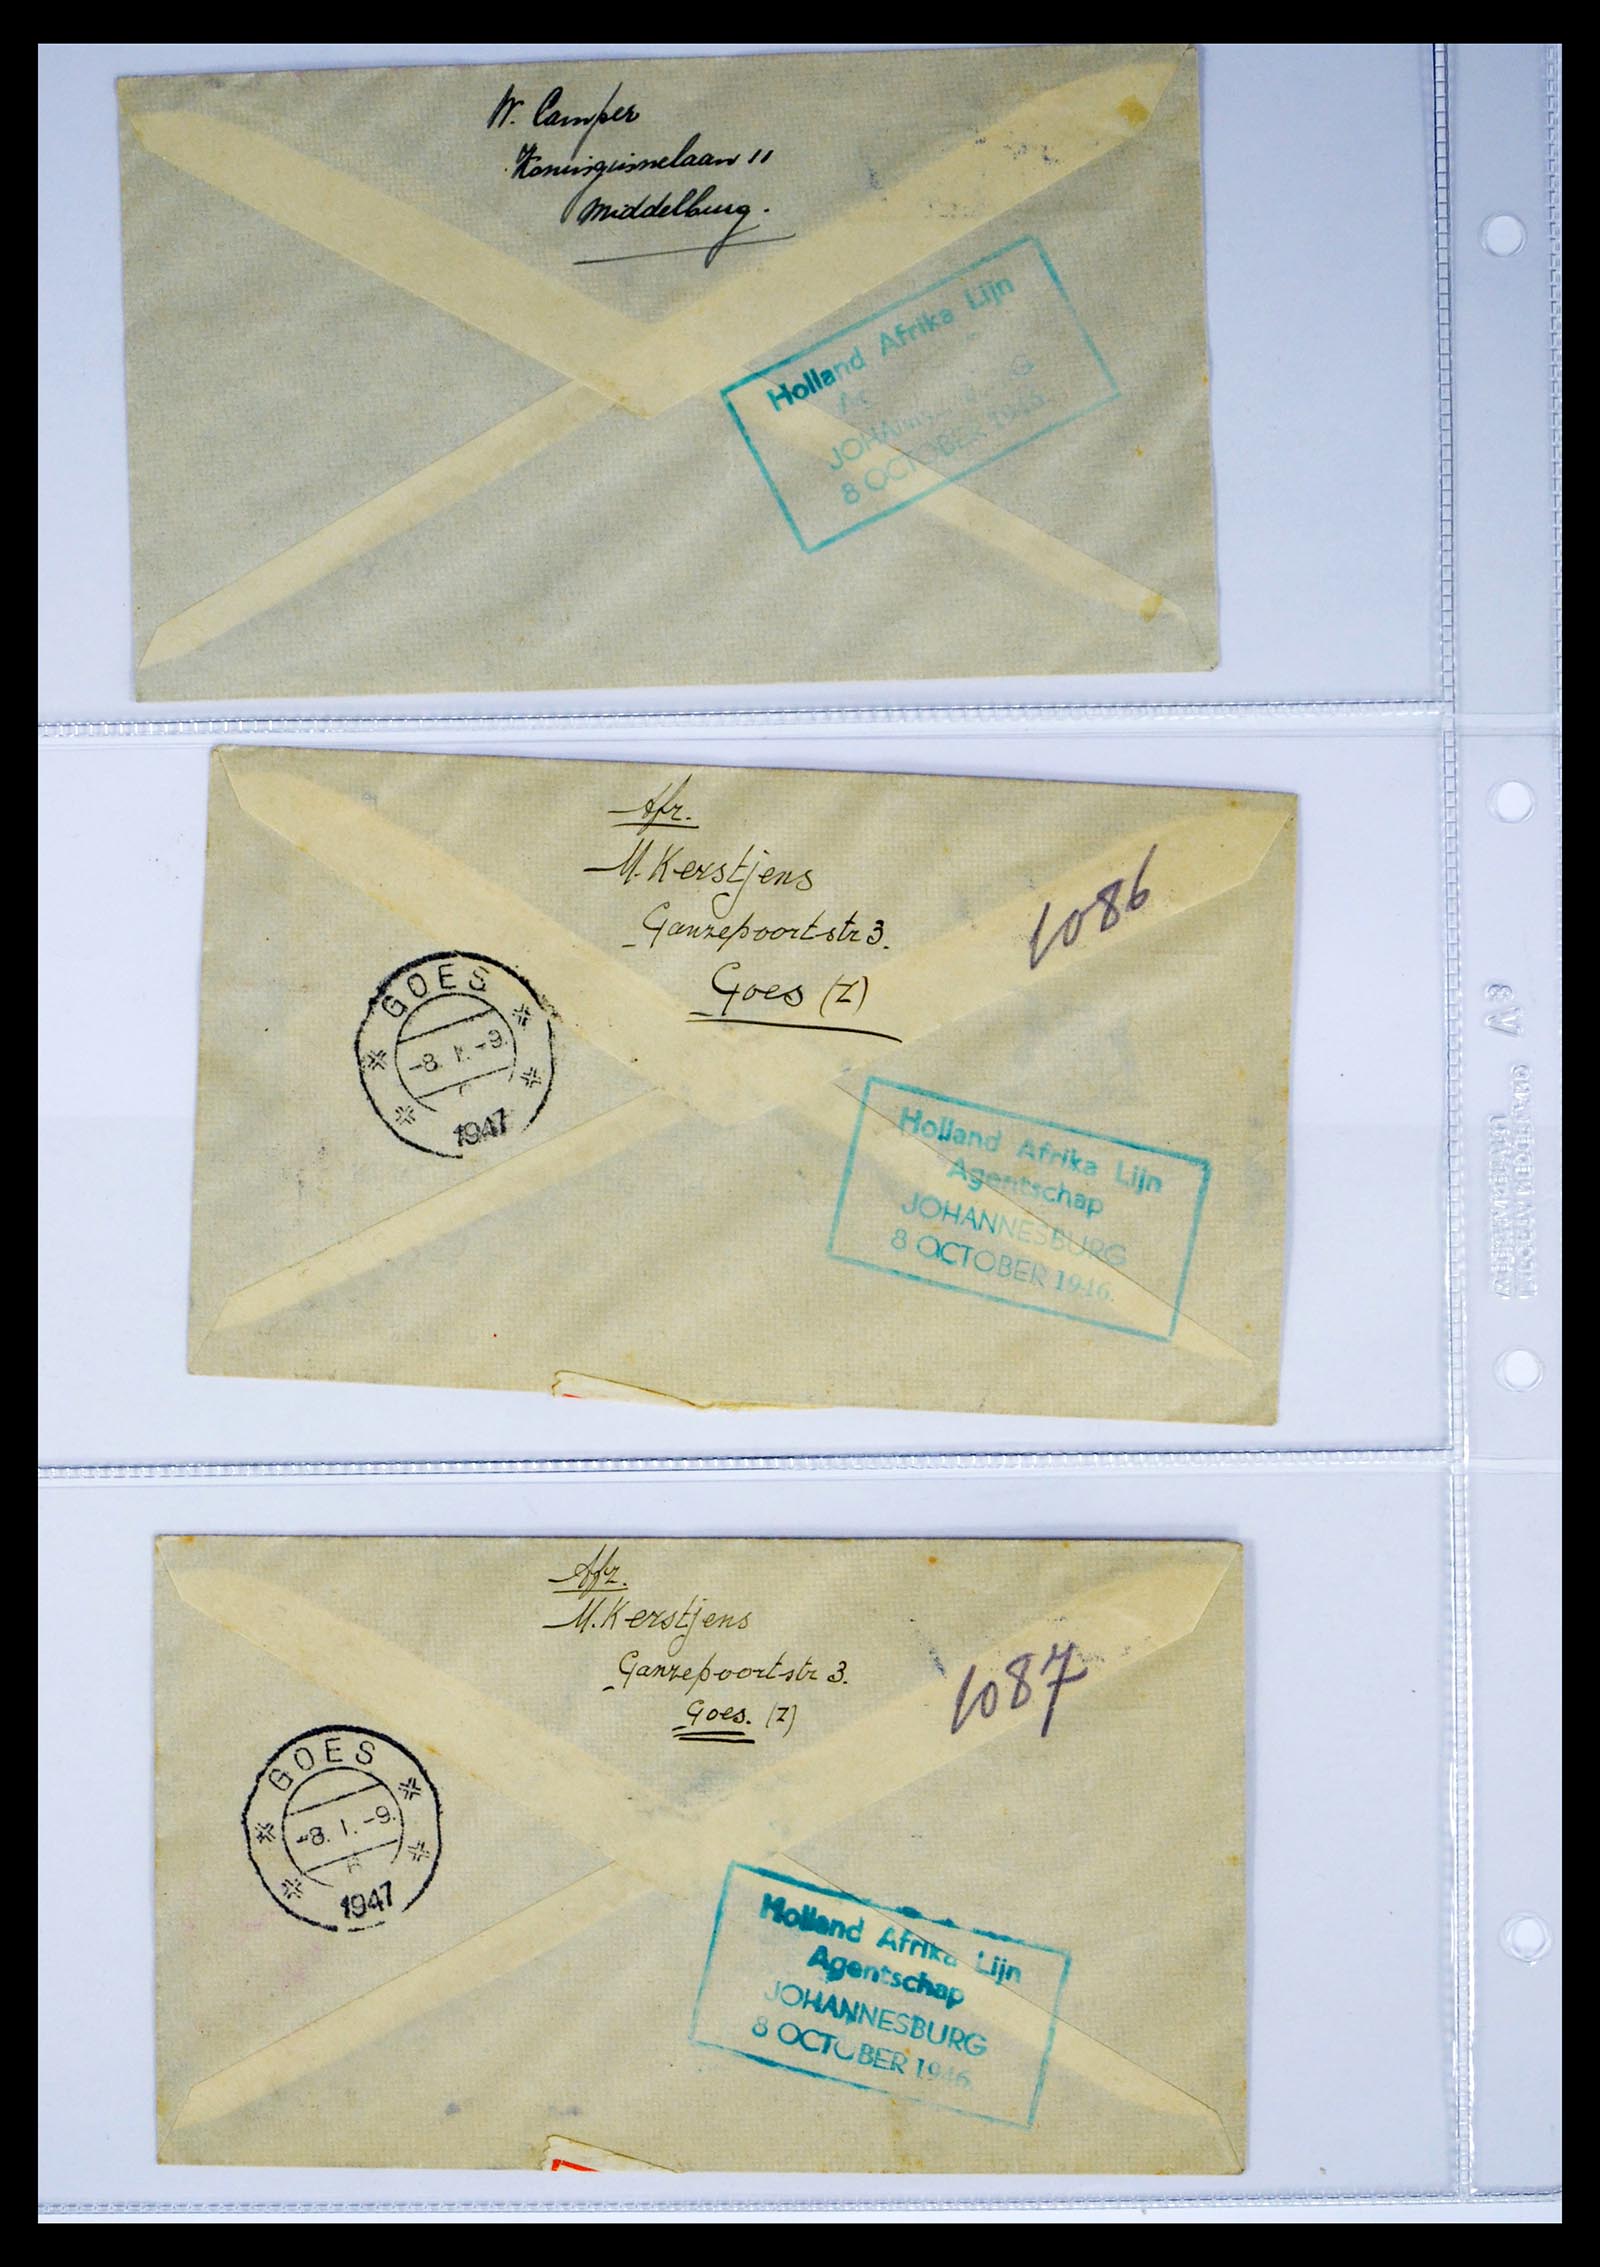 W. Camper
11
Middelburg.
Holland Afrika Lijn
JOHANNESBURG
8 OCTOBER 1946.
Afz.
M. Kerstjens
Ganzepoortstr 3.
Goes (Z)
1086
GOES
-8. I. -9.
1947
Holland Afrika Lijn
Agentschap
JOHANNESBURG
8 OCTOBER 1946.
Afz.
M. Kerstjens
Ganzepoortstr 3.
Goes. (Z)
1087
GOES
-8. I. -9.
1947
Holland Afrika Lijn
Agentschap
JOHANNESBURG
8 OCTOBER 1946.